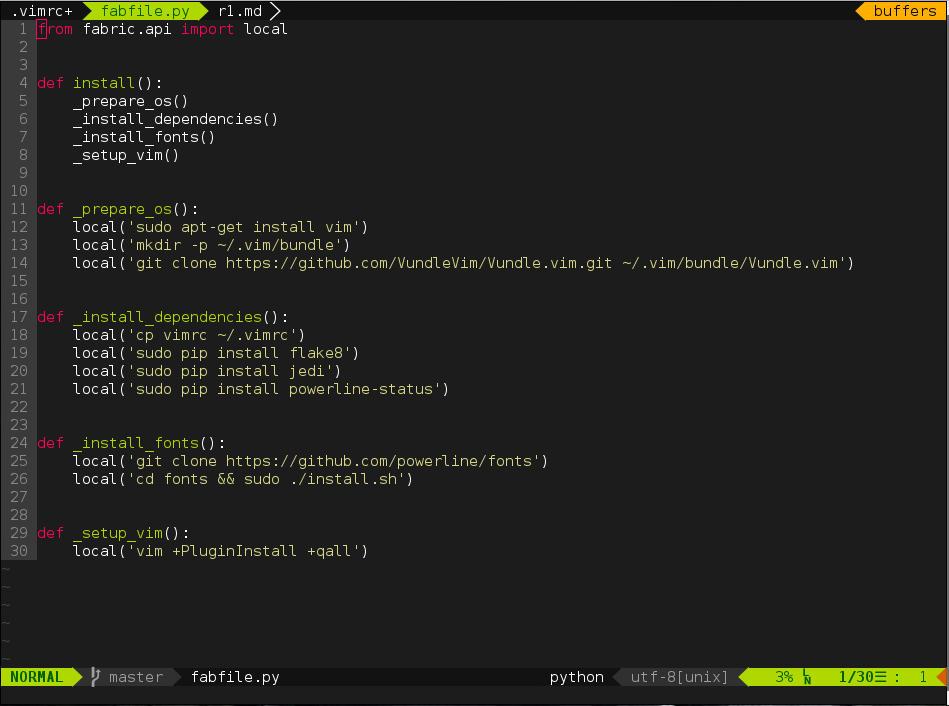 .vimrc+ fabfile.py r1.md buffers
1 from fabric.api import local
2
3
4 def install():
5     _prepare_os()
6     _install_dependencies()
7     _install_fonts()
8     _setup_vim()
9
10
11 def _prepare_os():
12     local('sudo apt-get install vim')
13     local('mkdir -p ~/.vim/bundle')
14     local('git clone https://github.com/VundleVim/Vundle.vim.git ~/.vim/bundle/Vundle.vim')
15
16
17 def _install_dependencies():
18     local('cp vimrc ~/.vimrc')
19     local('sudo pip install flake8')
20     local('sudo pip install jedi')
21     local('sudo pip install powerline-status')
22
23
24 def _install_fonts():
25     local('git clone https://github.com/powerline/fonts')
26     local('cd fonts && sudo ./install.sh')
27
28
29 def _setup_vim():
30     local('vim +PluginInstall +qall')
~
~
~
~
~
~
NORMAL master fabfile.py python utf-8[unix] 3% LN 1/30☰ : 1